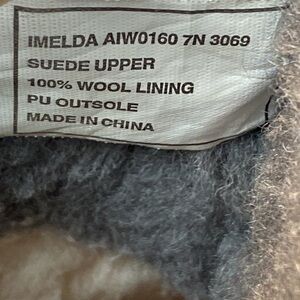 IMELDA AIW0160 7N 3069
SUEDE UPPER
100% WOOL LINING
PU OUTSOLE
MADE IN CHINA